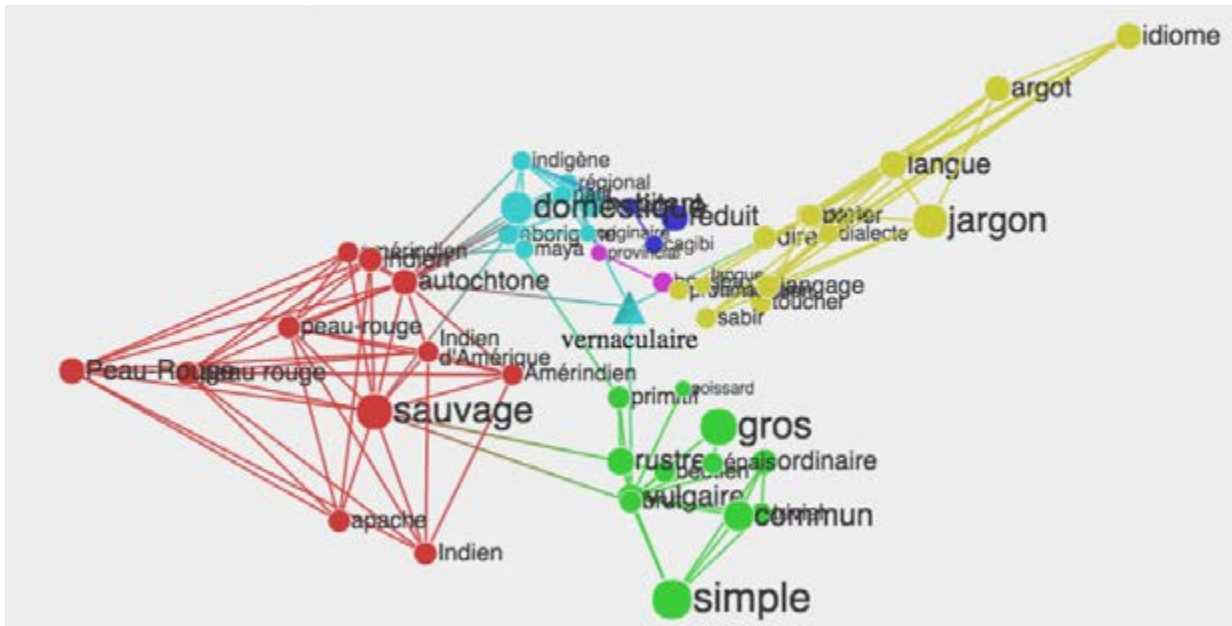 idiome
argot
indigène
langue
régional
domestique
réduit
jargon
dire
dialecte
originaire
amérindien
maya
cagibi
Indien
provincial
autochtone
langue
langage
toucher
sabir
peau-rouge
vernaculaire
Indien
d'Amérique
Peau-Rouge
peau rouge
Amérindien
primitif
poissard
sauvage
gros
rustre
épais
ordinaire
béotien
vulgaire
commun
apache
Indien
simple